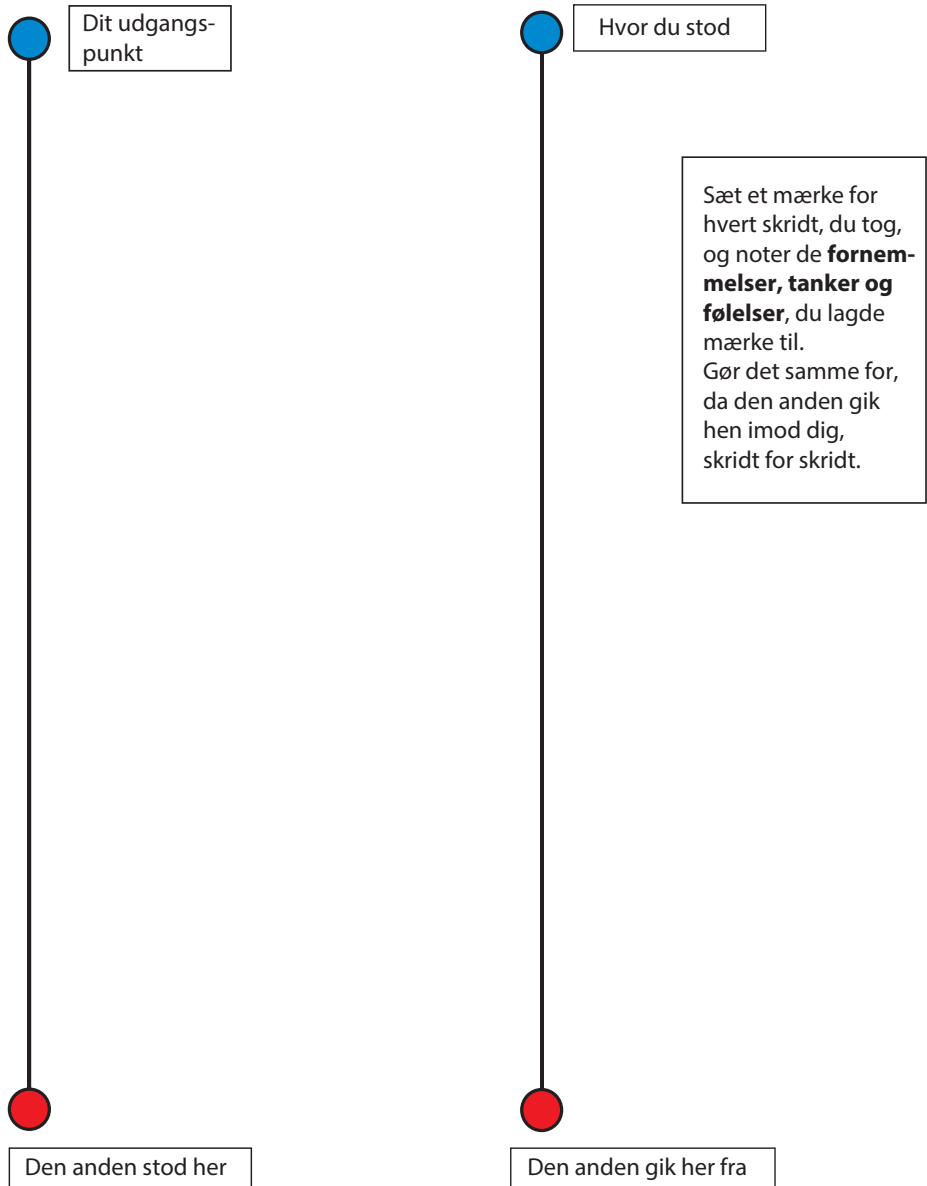 Dit udgangs-
punkt
Hvor du stod
Sæt et mærke for
hvert skridt, du tog,
og noter de fornem-
melser, tanker og
følelser, du lagde
mærke til.
Gør det samme for,
da den anden gik
hen imod dig,
skridt for skridt.
Den anden stod her
Den anden gik her fra